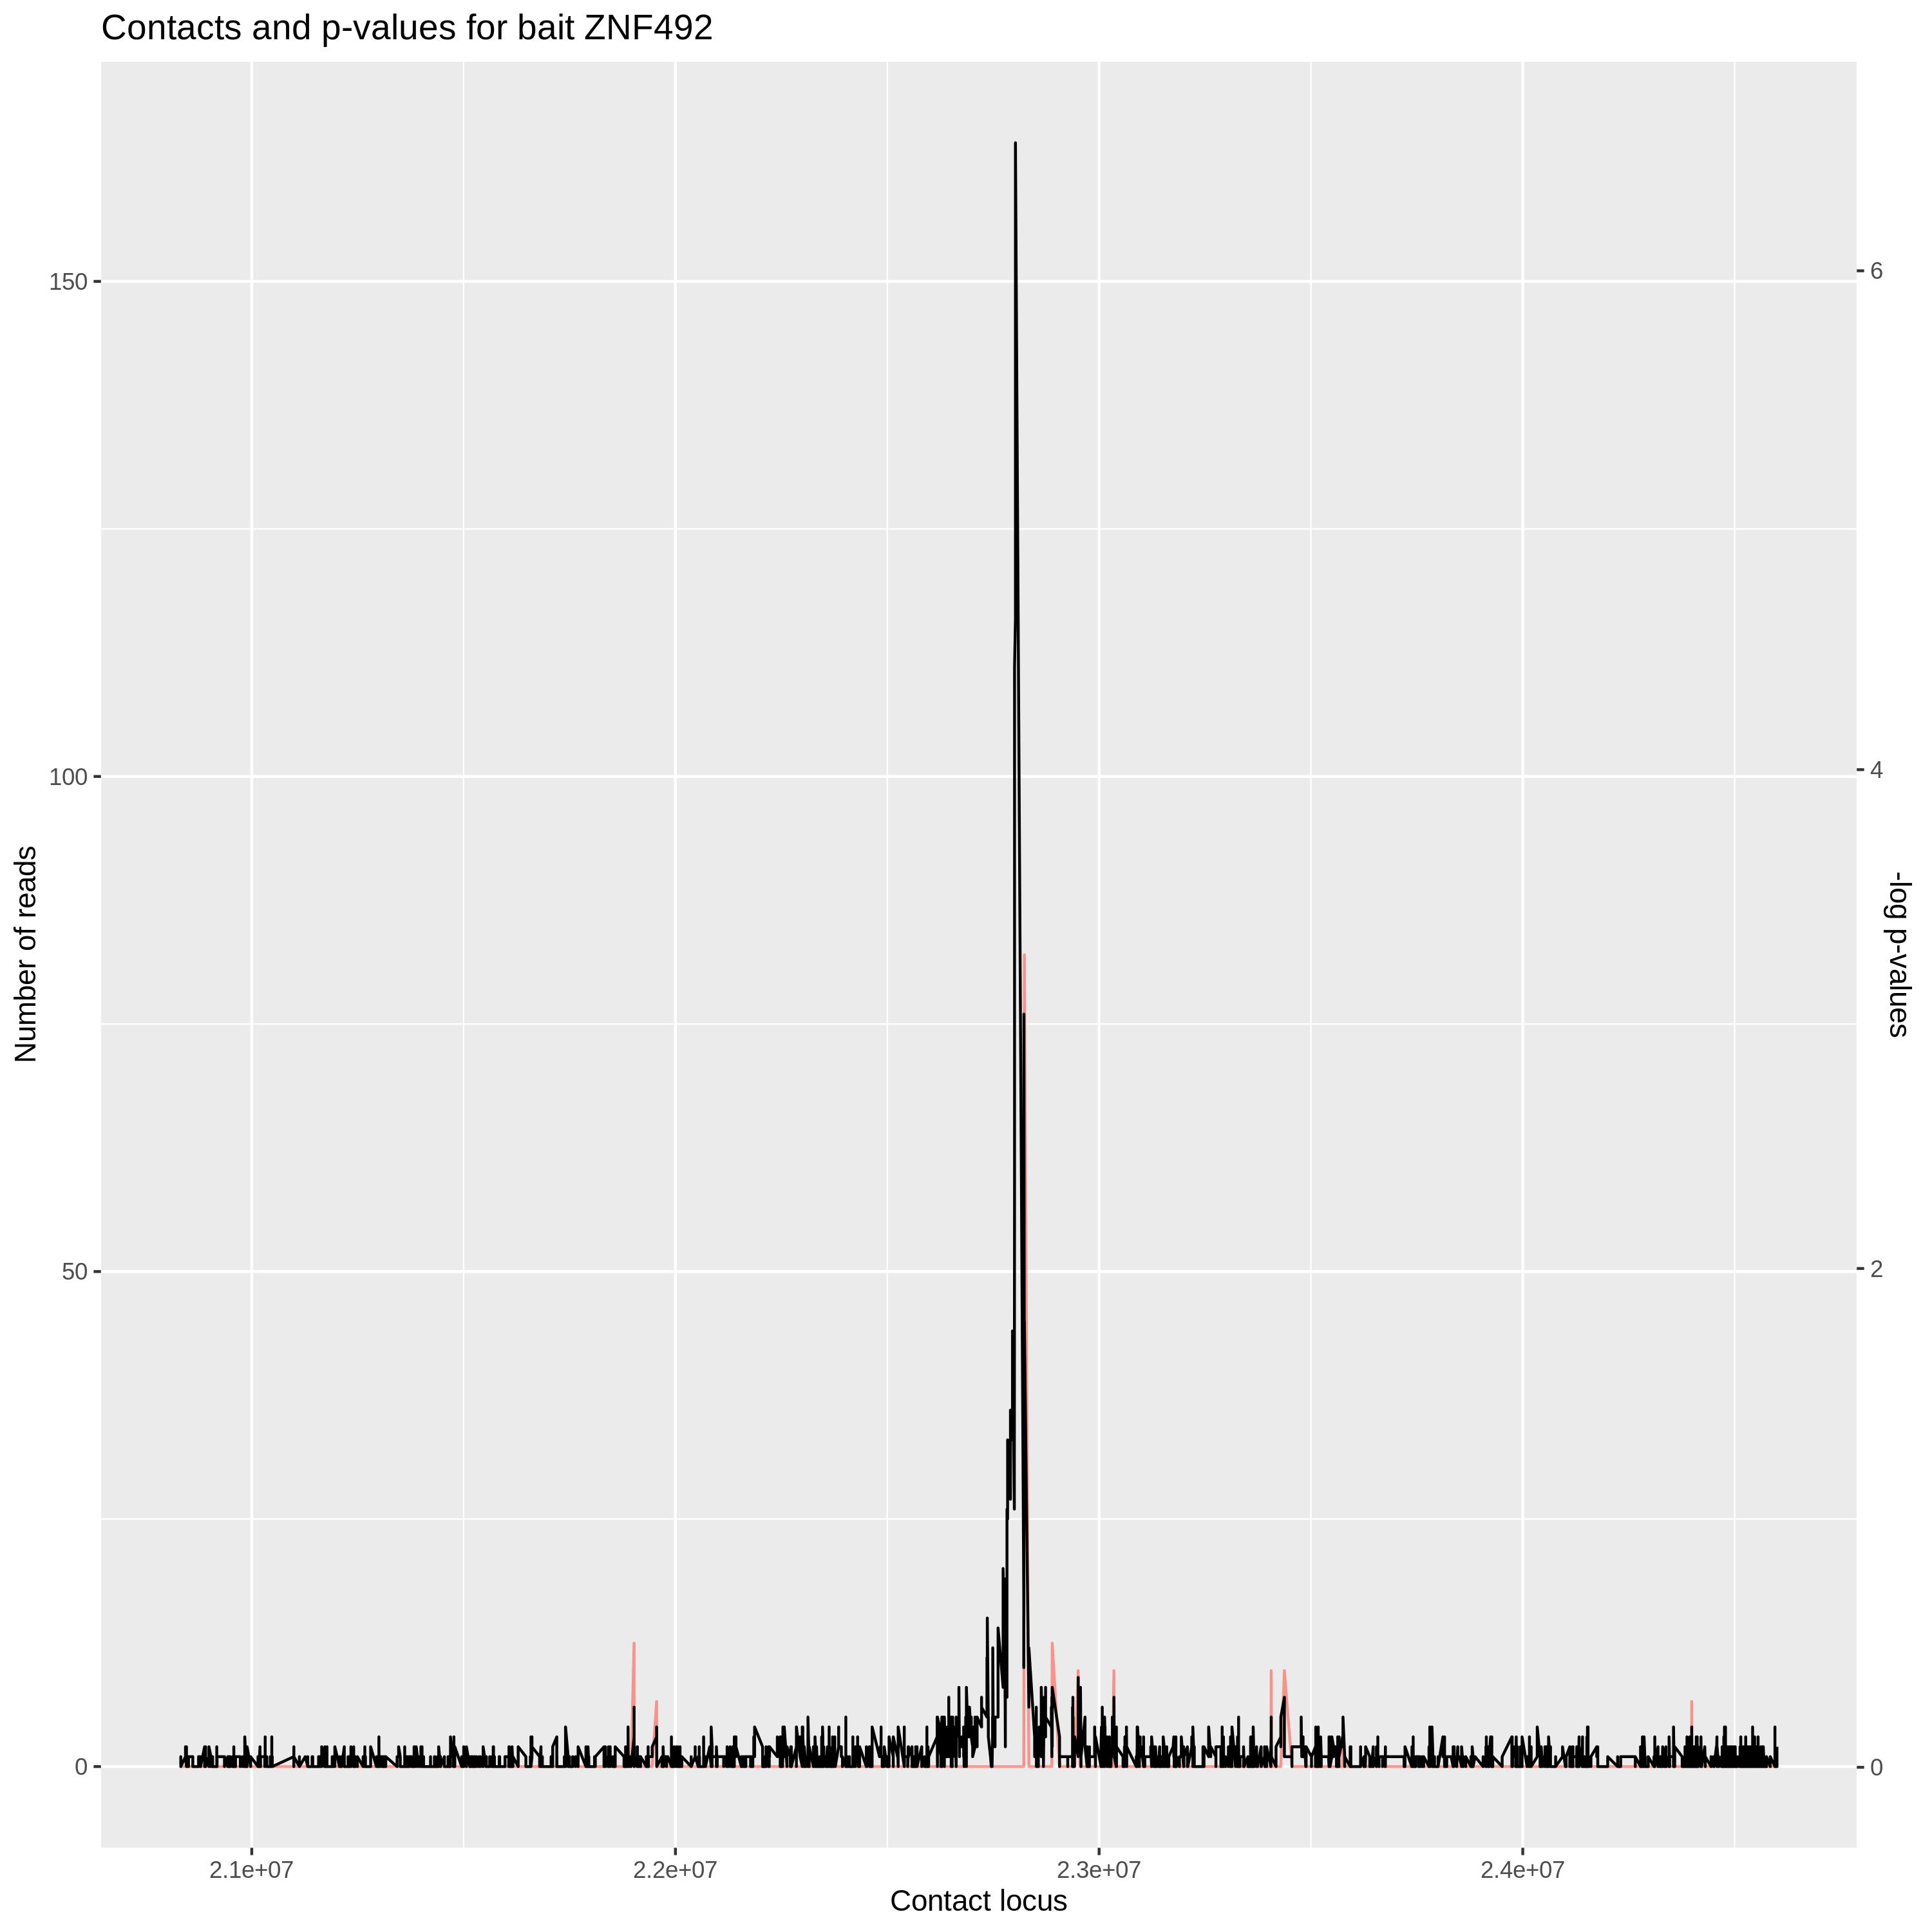 Contacts and p-values for bait ZNF492
150
100
50
0
6
4
2
0
Number of reads
-log p-values
2.1e+07
2.2e+07
2.3e+07
2.4e+07
Contact locus